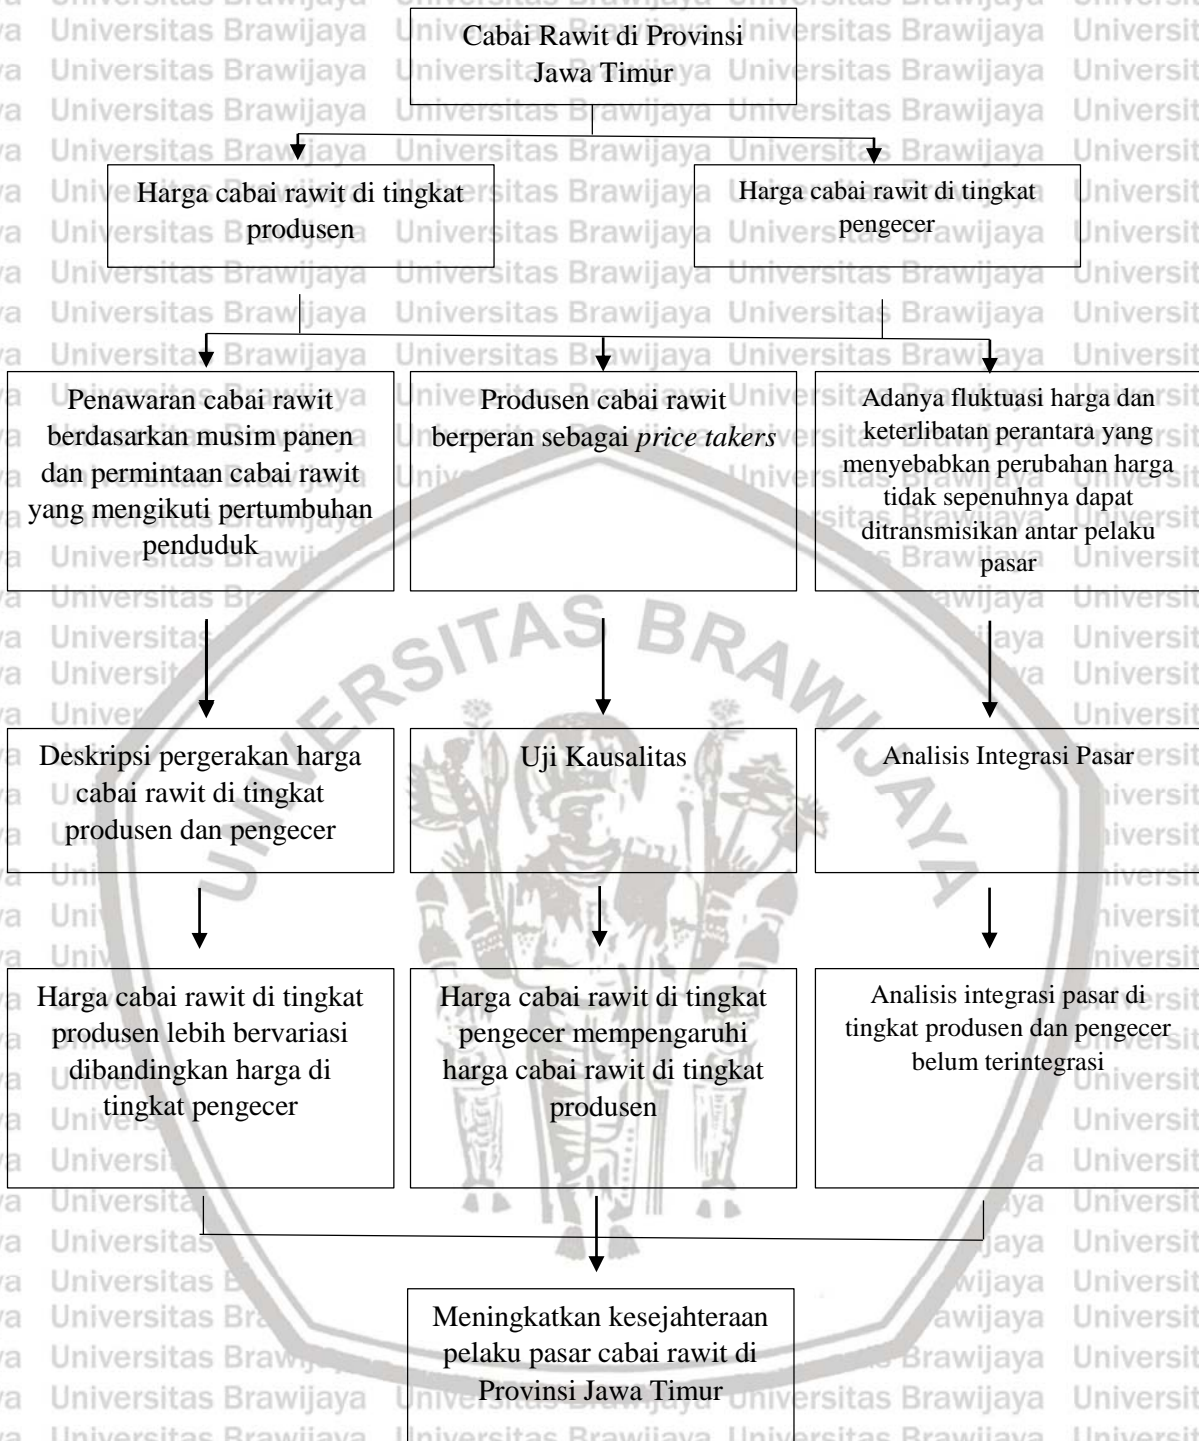 Cabai Rawit di Provinsi
Jawa Timur
Harga cabai rawit di tingkat
produsen
Harga cabai rawit di tingkat
pengecer
Penawaran cabai rawit
berdasarkan musim panen
dan permintaan cabai rawit
yang mengikuti pertumbuhan
penduduk
Produsen cabai rawit
berperan sebagai price takers
Adanya fluktuasi harga dan
keterlibatan perantara yang
menyebabkan perubahan harga
tidak sepenuhnya dapat
ditransmisikan antar pelaku
pasar
Deskripsi pergerakan harga
cabai rawit di tingkat
produsen dan pengecer
Uji Kausalitas
Analisis Integrasi Pasar
Harga cabai rawit di tingkat
produsen lebih bervariasi
dibandingkan harga di
tingkat pengecer
Harga cabai rawit di tingkat
pengecer mempengaruhi
harga cabai rawit di tingkat
produsen
Analisis integrasi pasar di
tingkat produsen dan pengecer
belum terintegrasi
Meningkatkan kesejahteraan
pelaku pasar cabai rawit di
Provinsi Jawa Timur
UNIVERSITAS BRAWIJAYA